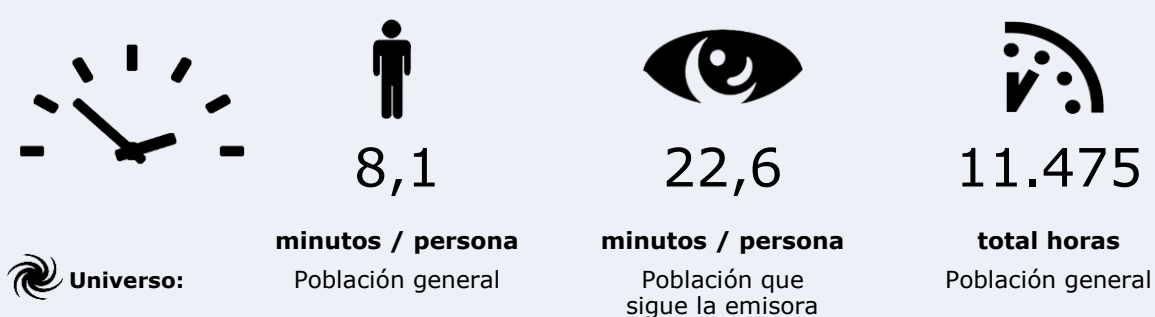 8,1
22,6
11.475
minutos / persona
minutos / persona
total horas
Universo:
Población general
Población que
sigue la emisora
Población general